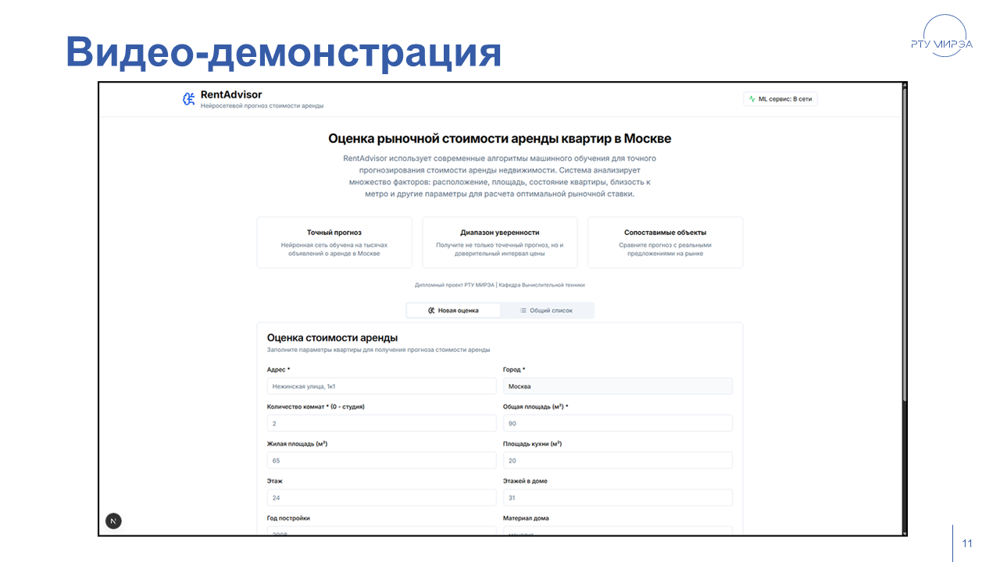 Видео-демонстрация
РТУ МИРЭА
RentAdvisor
Нейросетевой прогноз стоимости аренды
ML сервис: В сети
Оценка рыночной стоимости аренды квартир в Москве
RentAdvisor использует современные алгоритмы машинного обучения для точного
прогнозирования стоимости аренды недвижимости. Система анализирует
множество факторов: расположение, площадь, состояние квартиры, близость к
метро и другие параметры для расчета оптимальной рыночной ставки.
Точный прогноз
Нейронная сеть обучена на тысячах
объявлений о аренде в Москве
Диапазон уверенности
Получите не только точечный прогноз, но и
доверительный интервал цены
Сопоставимые объекты
Сравните прогноз с реальными
предложениями на рынке
Дипломный проект РТУ МИРЭА | Кафедра Вычислительной техники
Новая оценка
Общий список
Оценка стоимости аренды
Заполните параметры квартиры для получения прогноза стоимости аренды
Адрес *
Город *
Нежинская улица, 1к1
Москва
Количество комнат * (0 - студия)
Общая площадь (м²) *
2
90
Жилая площадь (м²)
Площадь кухни (м²)
65
20
Этаж
Этажей в доме
24
31
Год постройки
Материал дома
N
11